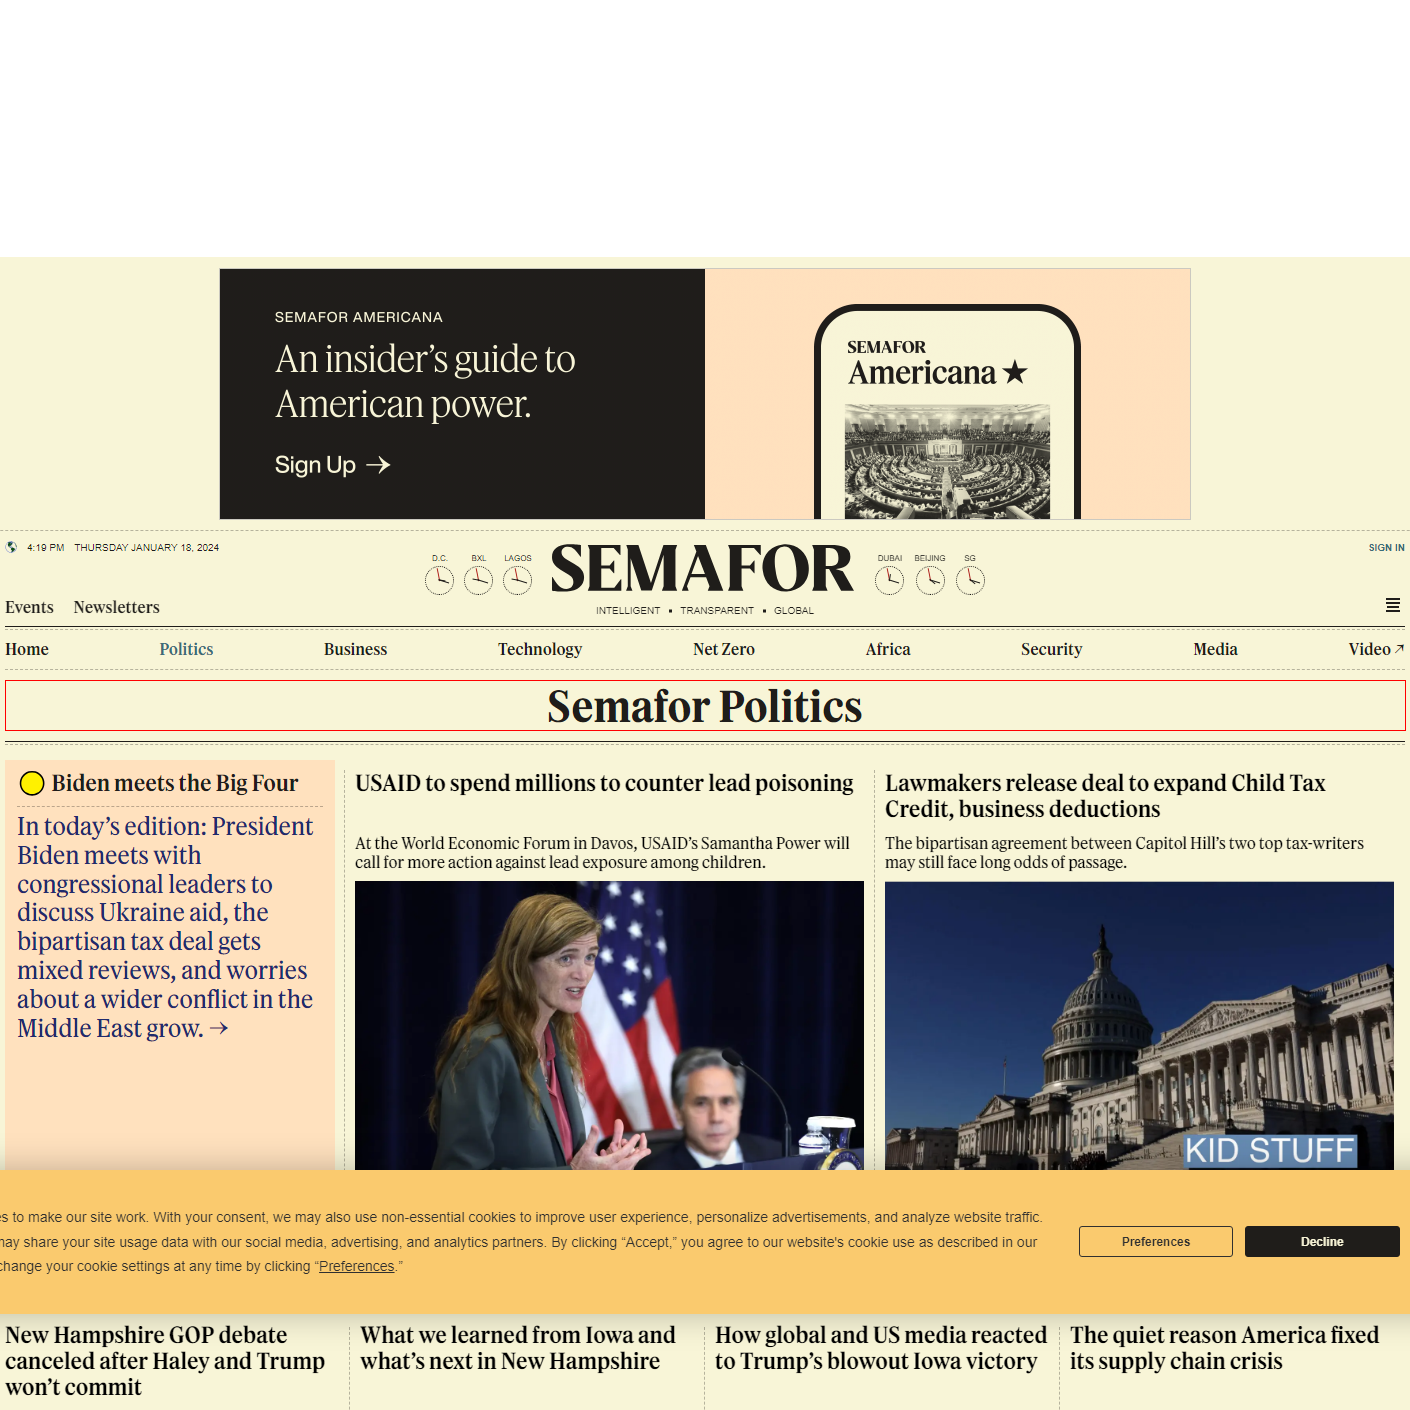 SEMAFOR AMERICANA
An insider's guide to
American power.
Sign Up →
SEMAFOR
Americana ★
4:19 PM THURSDAY JANUARY 18, 2024
D.C. BXL LAGOS
SEMAFOR
DUBAI BEIJING SG
SIGN IN
INTELLIGENT ▪ TRANSPARENT ▪ GLOBAL
Events Newsletters
Home Politics Business Technology Net Zero Africa Security Media Video ↗
Semafor Politics
Biden meets the Big Four
In today’s edition: President
Biden meets with
congressional leaders to
discuss Ukraine aid, the
bipartisan tax deal gets
mixed reviews, and worries
about a wider conflict in the
Middle East grow. →
USAID to spend millions to counter lead poisoning
At the World Economic Forum in Davos, USAID’s Samantha Power will
call for more action against lead exposure among children.
Lawmakers release deal to expand Child Tax
Credit, business deductions
The bipartisan agreement between Capitol Hill’s two top tax-writers
may still face long odds of passage.
KID STUFF
to make our site work. With your consent, we may also use non-essential cookies to improve user experience, personalize advertisements, and analyze website traffic.
may share your site usage data with our social media, advertising, and analytics partners. By clicking “Accept,” you agree to our website's cookie use as described in our
change your cookie settings at any time by clicking “Preferences.”
Preferences
Decline
New Hampshire GOP debate
canceled after Haley and Trump
won’t commit
What we learned from Iowa and
what’s next in New Hampshire
How global and US media reacted
to Trump’s blowout Iowa victory
The quiet reason America fixed
its supply chain crisis